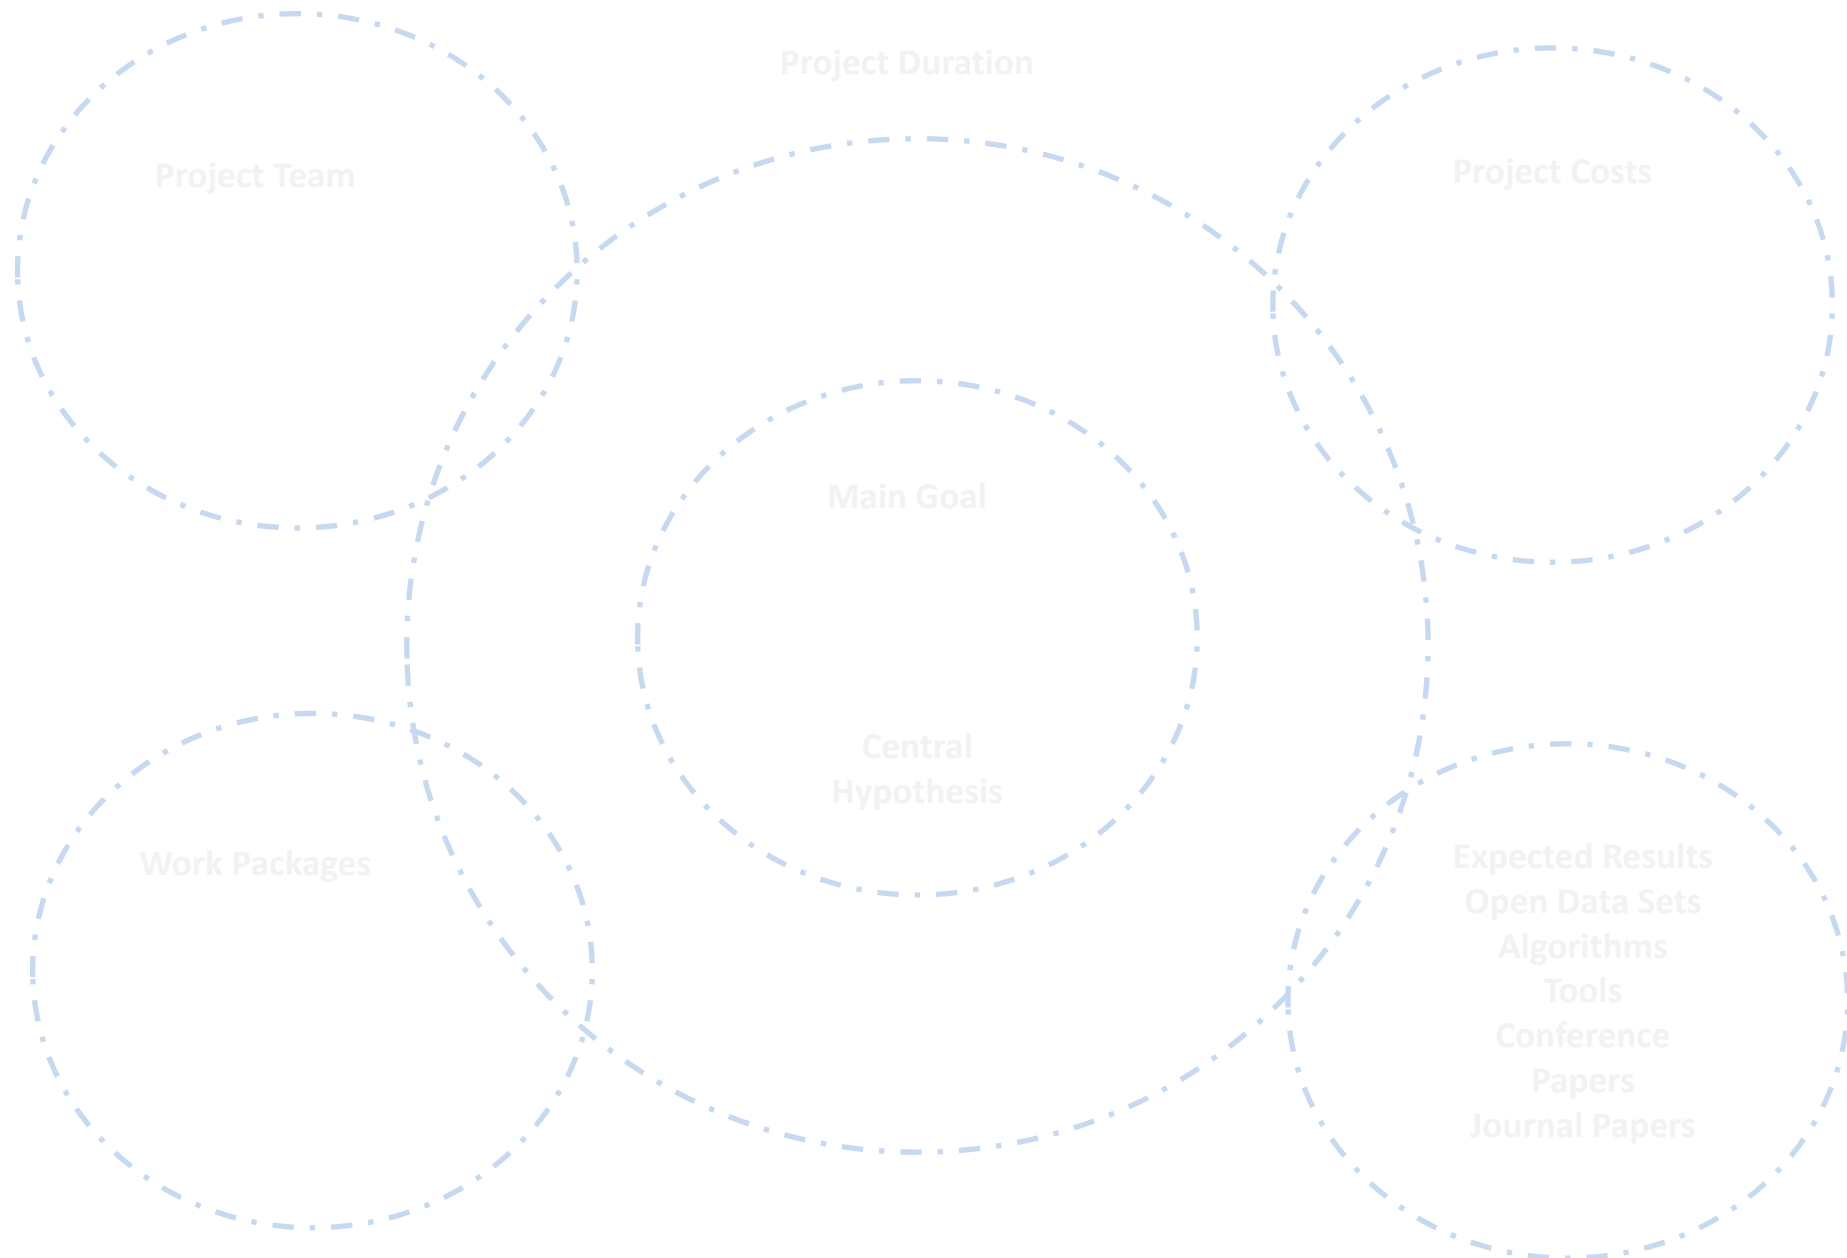 Project Duration
Project Team
Project Costs
Main Goal
Central
Hypothesis
Work Packages
Expected Results
Open Data Sets
Algorithms
Tools
Conference
Papers
Journal Papers